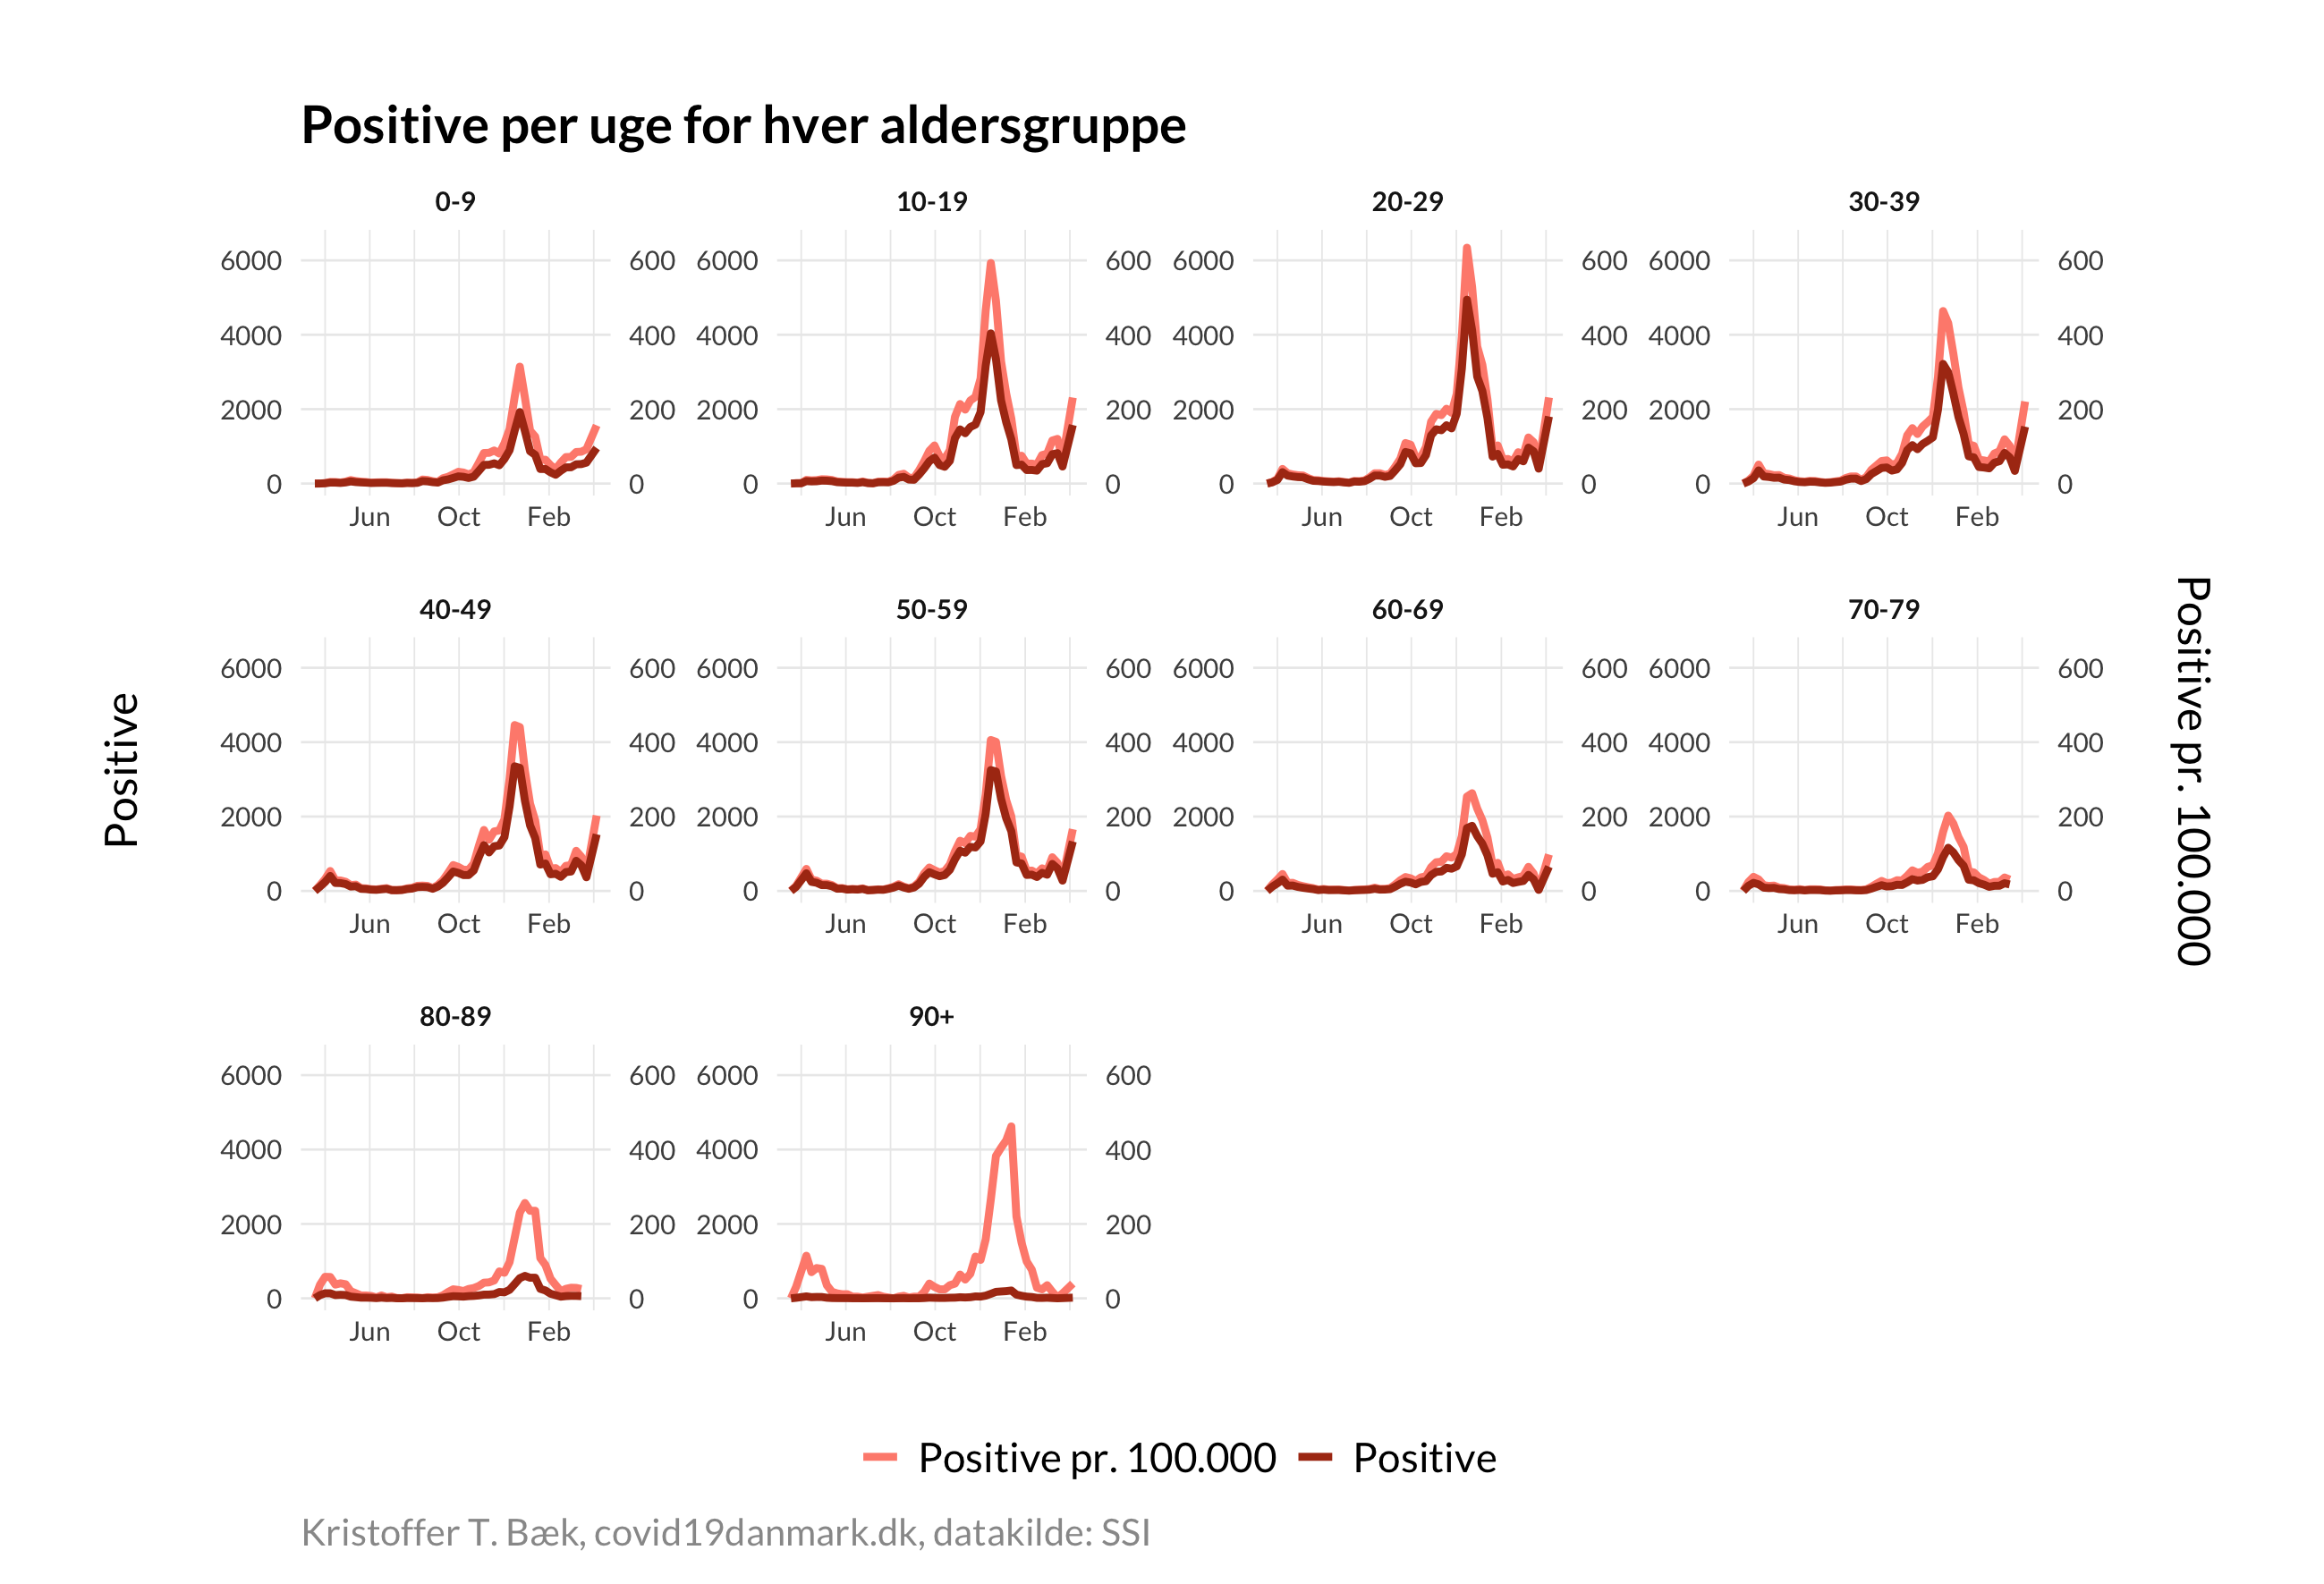 Positive per uge for hver aldersgruppe
0-9 10-19 20-29 30-39
6000 600 6000 600 6000 600 6000 600
4000 400 4000 400 4000 400 4000 400
2000 200 2000 200 2000 200 2000 200
0 0 0 0 0 0 0 0
Jun Oct Feb Jun Oct Feb Jun Oct Feb Jun Oct Feb
40-49 50-59 60-69 70-79
6000 600 6000 600 6000 600 6000 600
4000 400 4000 400 4000 400 4000 400
2000 200 2000 200 2000 200 2000 200
0 0 0 0 0 0 0 0
Jun Oct Feb Jun Oct Feb Jun Oct Feb Jun Oct Feb
Positive
Positive pr. 100.000
80-89 90+
6000 600 6000 600
4000 400 4000 400
2000 200 2000 200
0 0 0 0
Jun Oct Feb Jun Oct Feb
Positive pr. 100.000 Positive
Kristoffer T. Bæk, covid19danmark.dk, datakilde: SSI